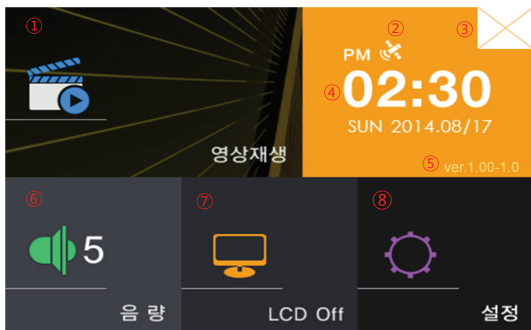 ①
②
③
PM
④ 02:30
SUN 2014.08/17
영상재생
⑤ ver.1.00-1.0
⑥
5
음 량
⑦
LCD Off
⑧
설정